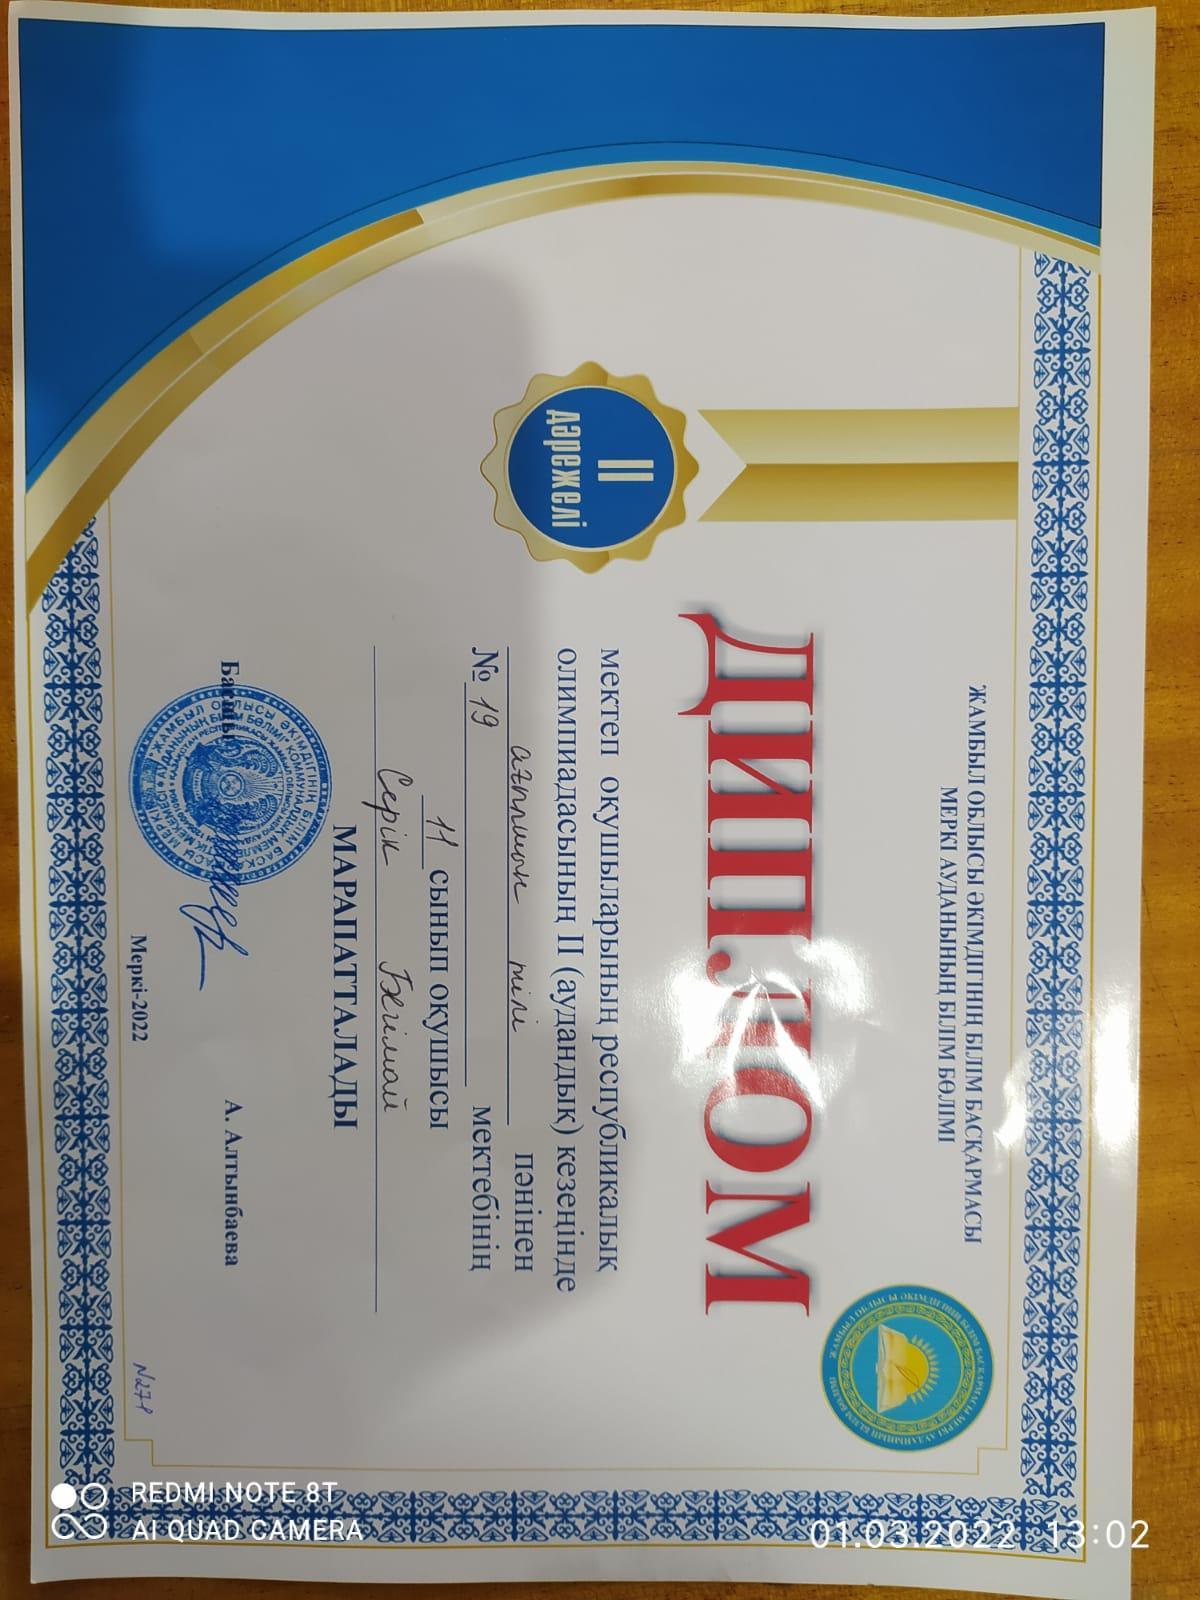 ЖАМБЫЛ ОБЛЫСЫ ӘКІМДІГІНІҢ БІЛІМ БАСҚАРМАСЫ
МЕРКІ АУДАНЫНЫҢ БІЛІМ БӨЛІМІ
ДИПЛОМ
II
дәрежелі
мектеп оқушыларының республикалық
олимпиадасының II (аудандық) кезеңінде
ағылшын тілі пәнінен
№ 19 мектебінің
11 сынып оқушысы
Серік Бегімай
МАРАПАТТАЛАДЫ
Басшы А. Алтынбаева
Меркі-2022
REDMI NOTE 8T
AI QUAD CAMERA
01.03.2022 13:02